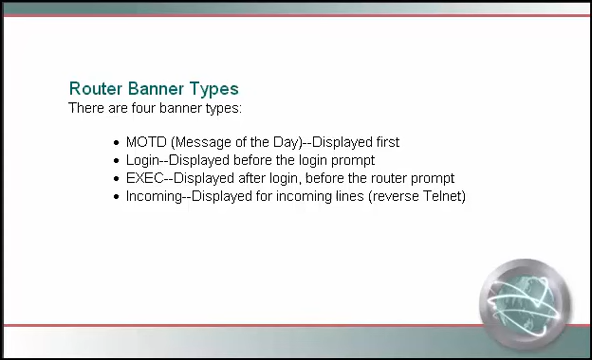 Router Banner Types
There are four banner types:
• MOTD (Message of the Day)--Displayed first
• Login--Displayed before the login prompt
• EXEC--Displayed after login, before the router prompt
• Incoming--Displayed for incoming lines (reverse Telnet)